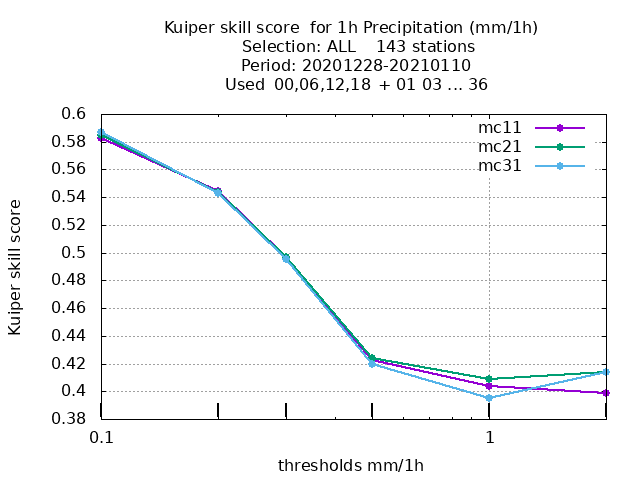 Kuiper skill score  for 1h Precipitation (mm/1h)
Selection: ALL    143 stations
Period: 20201228-20210110
Used  00,06,12,18  + 01 03 ... 36
mc11
mc21
mc31
0.6
0.58
0.56
0.54
0.52
0.5
0.48
0.46
0.44
0.42
0.4
0.38
Kuiper skill score
0.1
1
thresholds mm/1h